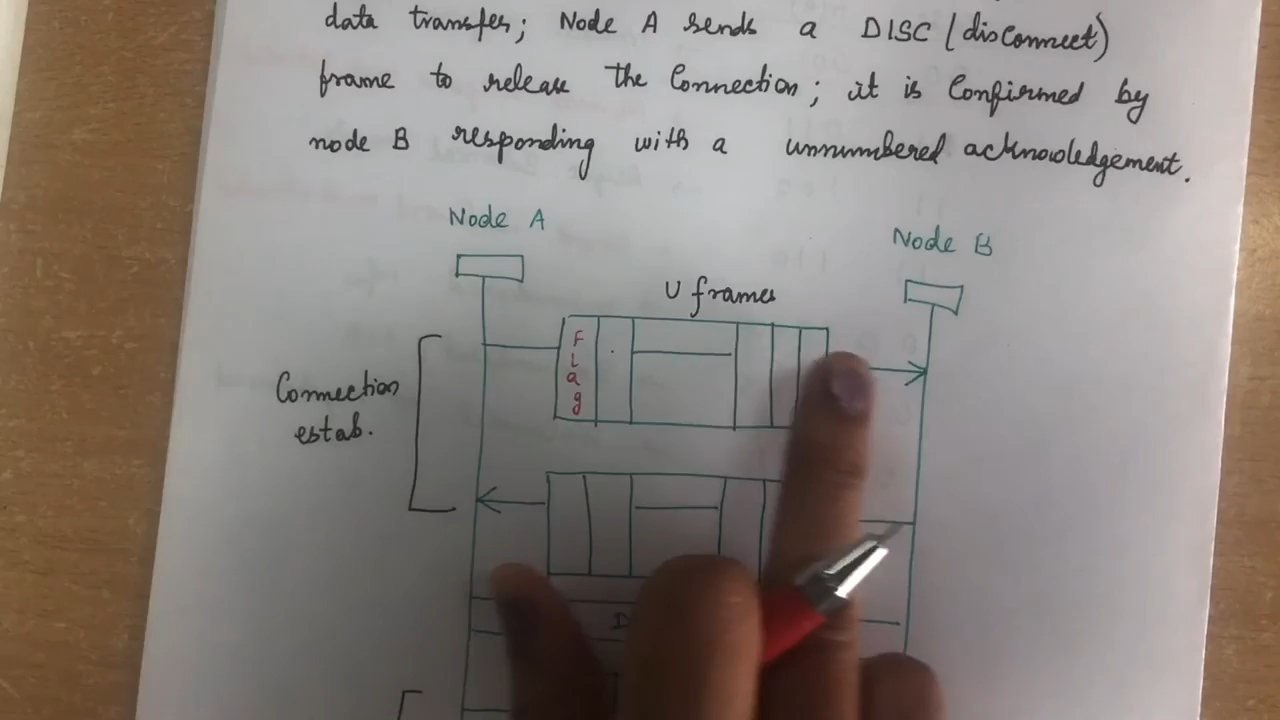 data transfer; Node A sends a DISC (disconnect)
frame to release the Connection; it is Confirmed by
node B responding with a unnumbered acknowledgement.
Node A
Node B
U frames
Flag
Connection
estab.
D